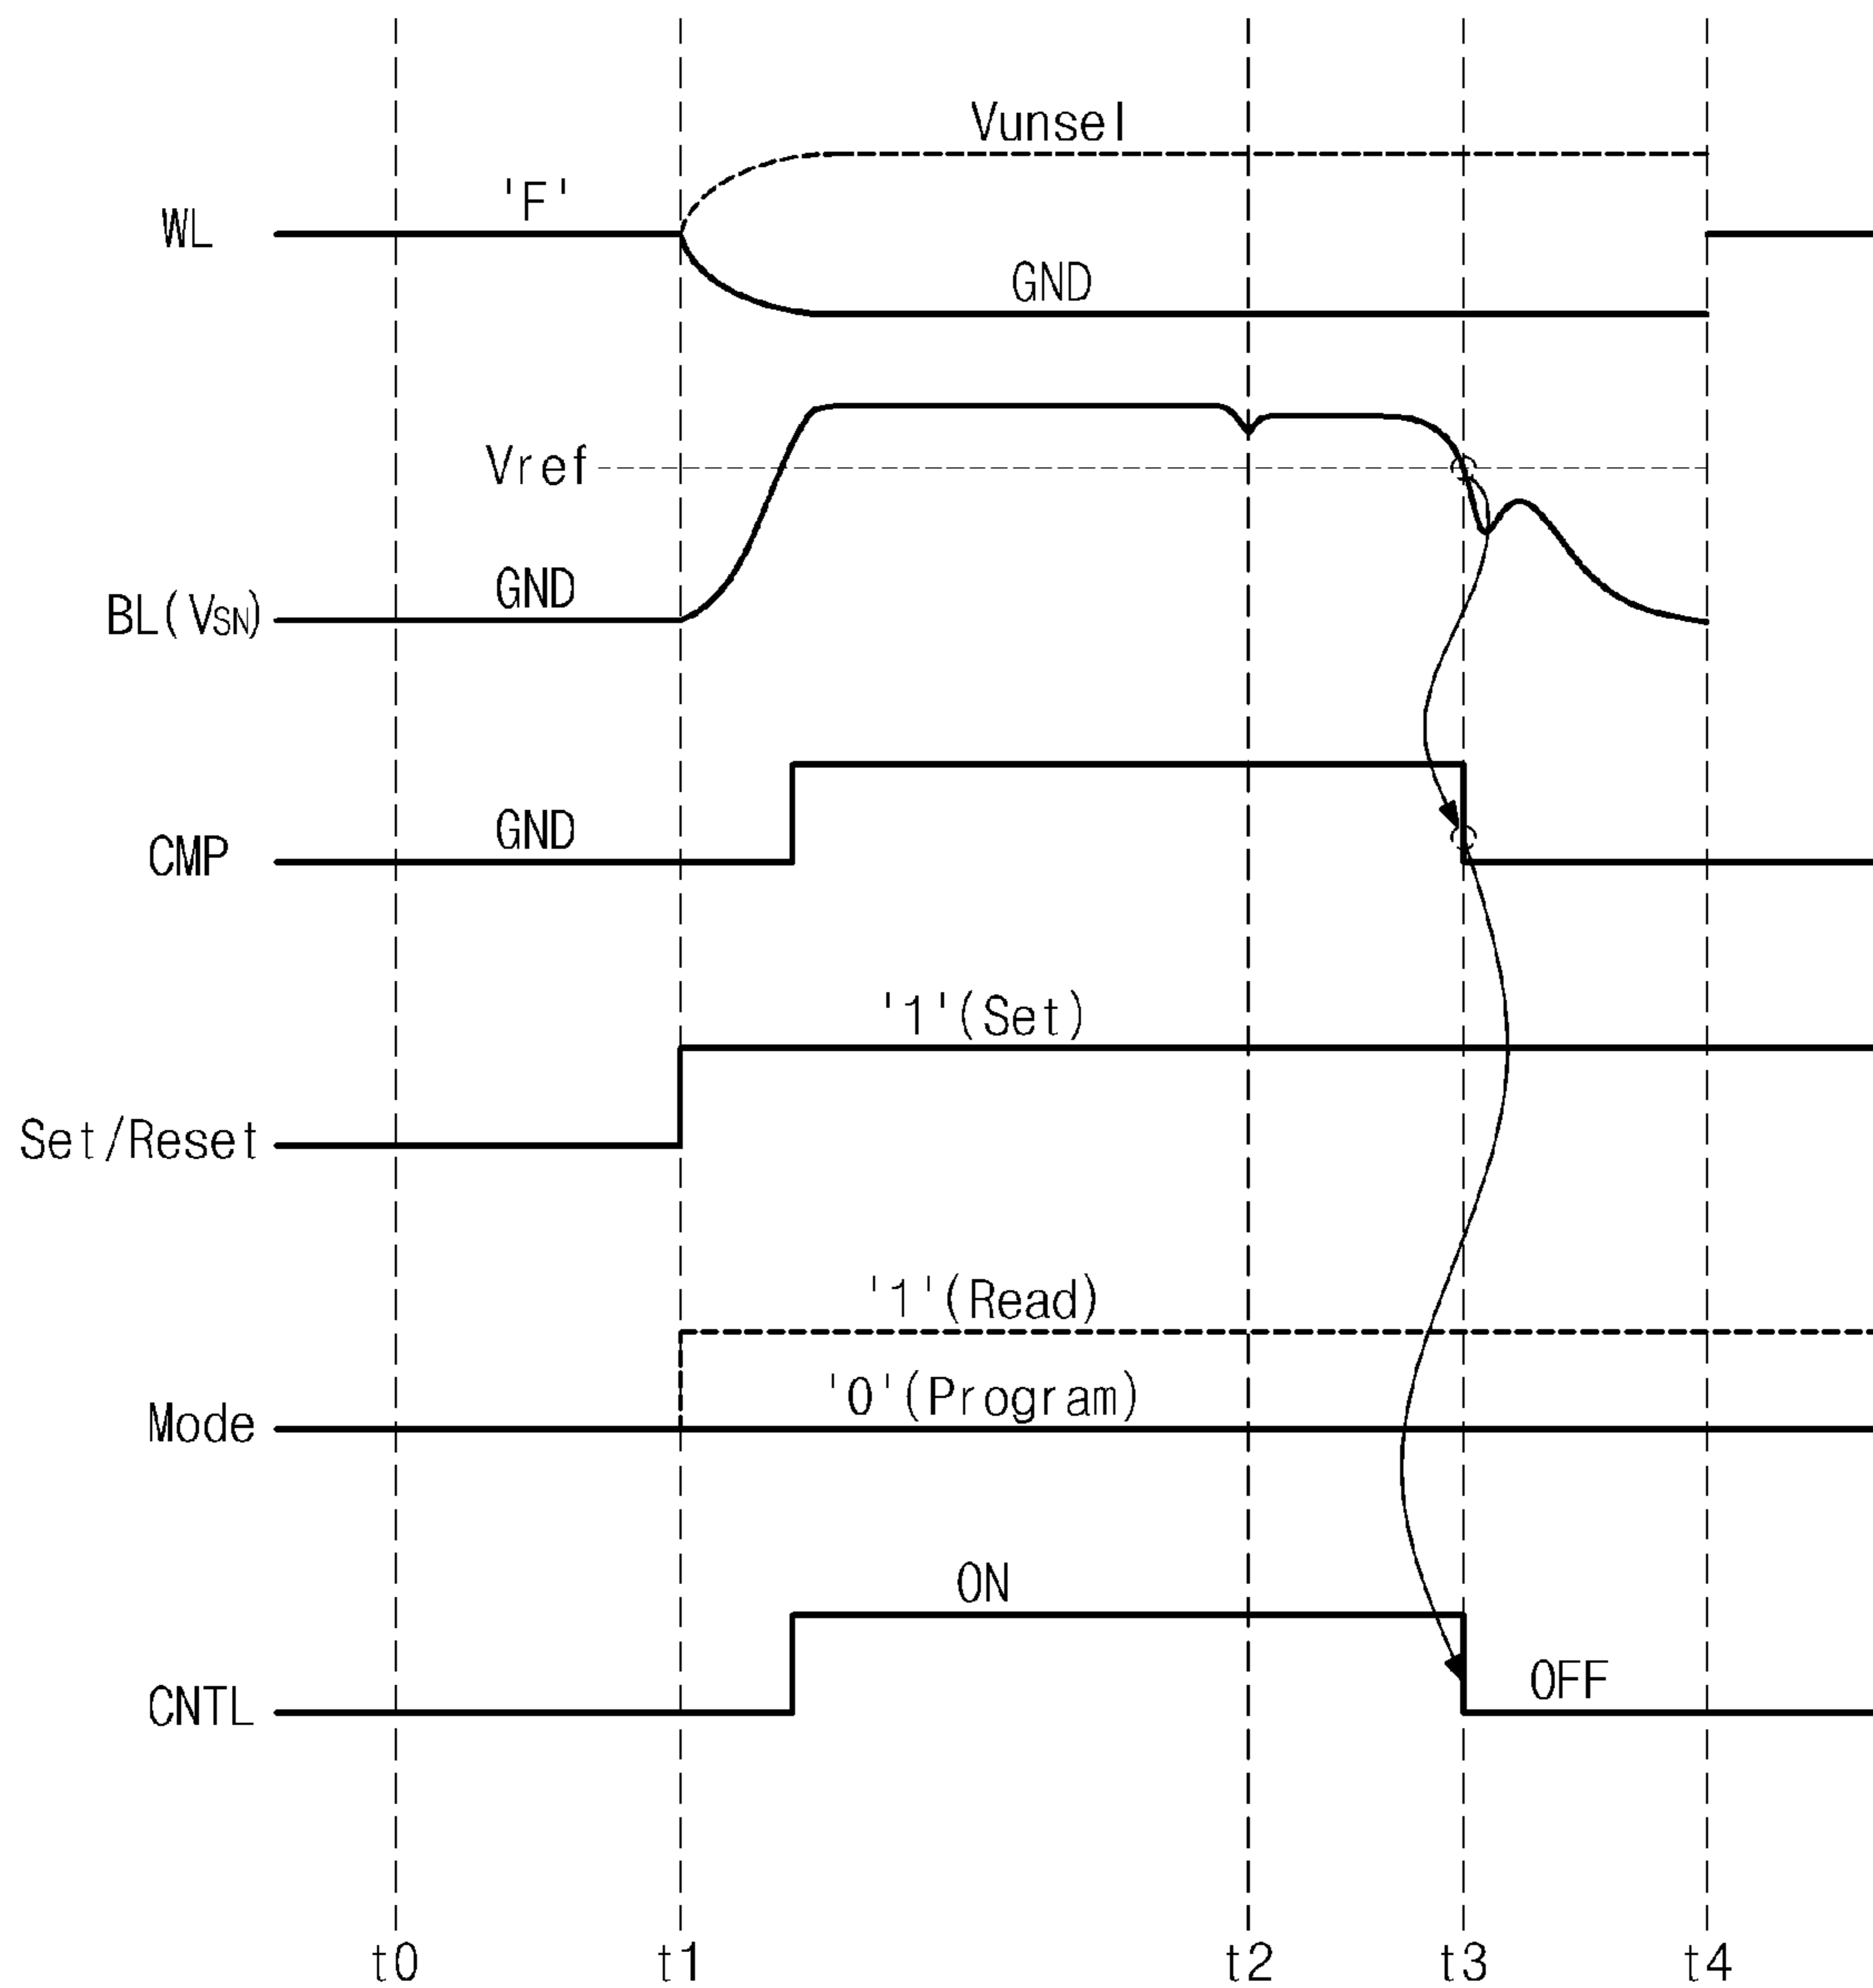 Vunsel
'F'
WL
GND
Vref
GND
BL(VSN)
GND
CMP
'1'(Set)
Set/Reset
'1'(Read)
'0'(Program)
Mode
ON
OFF
CNTL
t0 t1 t2 t3 t4